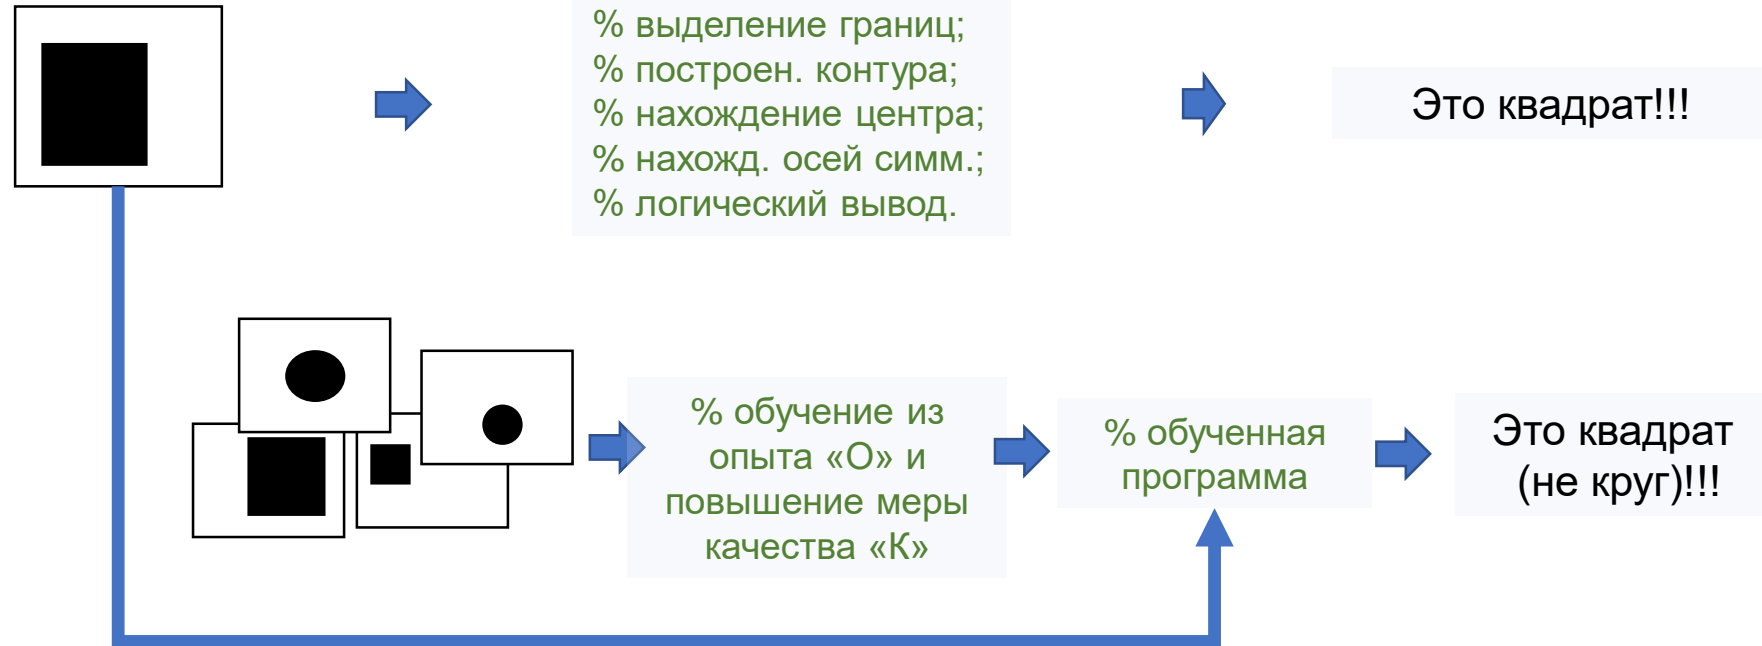 % выделение границ;
% построен. контура;
% нахождение центра;
% нахожд. осей симм.;
% логический вывод.
Это квадрат!!!
% обучение из
опыта «О» и
повышение меры
качества «К»
% обученная
программа
Это квадрат
(не круг)!!!